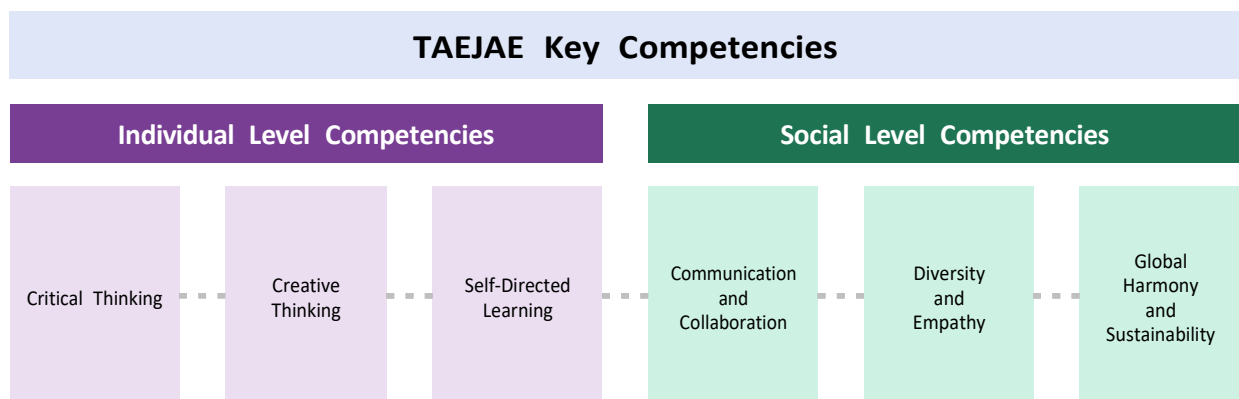 TAEJAE Key Competencies
Individual Level Competencies
Social Level Competencies
Critical Thinking
Creative
Thinking
Self-Directed
Learning
Communication
and
Collaboration
Diversity
and
Empathy
Global
Harmony
and
Sustainability